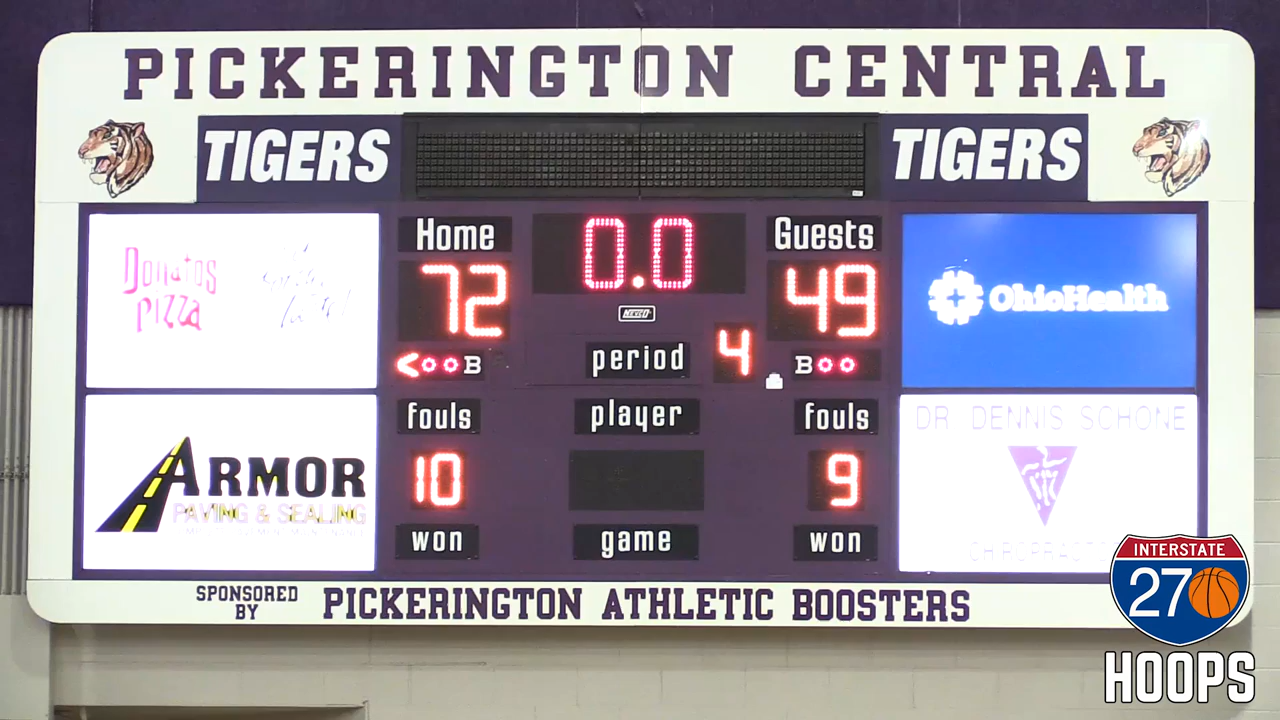 PICKERINGTON CENTRAL
TIGERS
TIGERS
Home
0.0
Guests
72
49
Donatos
Pizza
OhioHealth
NEVCO
< B
period
4
B
fouls
player
fouls
DR DENNIS SCHONE
ARMOR
PAVING & SEALING
10
9
won
game
won
SPONSORED
BY
PICKERINGTON ATHLETIC BOOSTERS
INTERSTATE
270
HOOPS